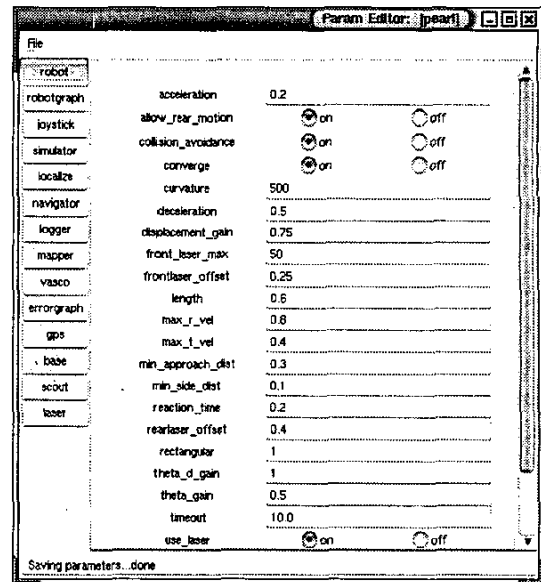 Param Editor: [pearl]
File
robot
robotgraph
joystick
simulator
localize
navigator
logger
mapper
vasco
errorgraph
gps
base
scout
laser
acceleration 0.2
allow_rear_motion on off
collision_avoidance on off
converge on off
curvature 500
deceleration 0.5
displacement_gain 0.75
front_laser_max 50
frontlaser_offset 0.25
length 0.6
max_r_vel 0.8
max_t_vel 0.4
min_approach_dist 0.3
min_side_dist 0.1
reaction_time 0.2
rearlaser_offset 0.4
rectangular 1
theta_d_gain 1
theta_gain 0.5
timeout 10.0
use_laser on off
Saving parameters...done